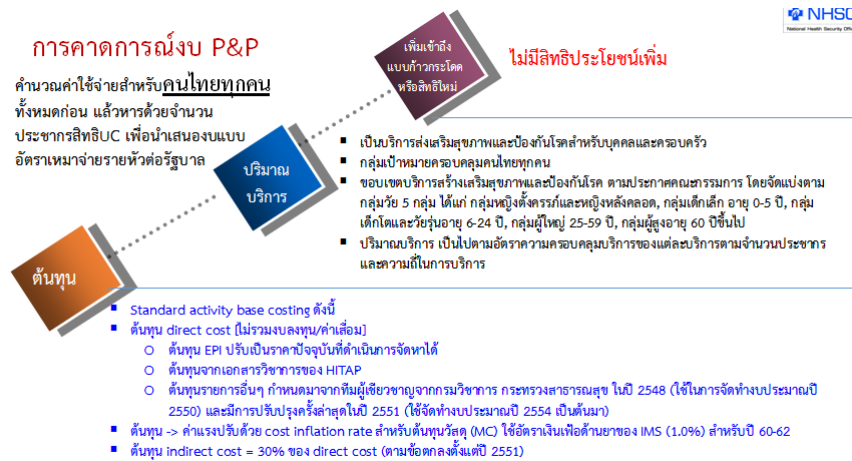 NHSO
National Health Security Office
การคาดการณ์งบ P&P
คำนวณค่าใช้จ่ายสำหรับคนไทยทุกคน
ทั้งหมดก่อน แล้วหารด้วยจำนวน
ประชากรสิทธิUC เพื่อนำเสนองบแบบ
อัตราเหมาจ่ายรายหัวต่อรัฐบาล
เพิ่มเข้าถึง
แบบก้าวกระโดด
หรือสิทธิใหม่
ไม่มีสิทธิประโยชน์เพิ่ม
ปริมาณ
บริการ
เป็นบริการส่งเสริมสุขภาพและป้องกันโรคสำหรับบุคคลและครอบครัว
กลุ่มเป้าหมายครอบคลุมคนไทยทุกคน
ขอบเขตบริการสร้างเสริมสุขภาพและป้องกันโรค ตามประกาศคณะกรรมการ โดยจัดแบ่งตาม
กลุ่มวัย 5 กลุ่ม ได้แก่ กลุ่มหญิงตั้งครรภ์และหญิงหลังคลอด, กลุ่มเด็กเล็ก อายุ 0-5 ปี, กลุ่ม
เด็กโตและวัยรุ่นอายุ 6-24 ปี, กลุ่มผู้ใหญ่ 25-59 ปี, กลุ่มผู้สูงอายุ 60 ปีขึ้นไป
ปริมาณบริการ เป็นไปตามอัตราความครอบคลุมบริการของแต่ละบริการตามจำนวนประชากร
และความถี่ในการบริการ
ต้นทุน
Standard activity base costing ดังนี้
ต้นทุน direct cost [ไม่รวมงบลงทุน/ค่าเสื่อม]
ต้นทุน EPI ปรับเป็นราคาปัจจุบันที่ดำเนินการจัดหาได้
ต้นทุนจากเอกสารวิชาการของ HITAP
ต้นทุนรายการอื่นๆ กำหนดมาจากทีมผู้เชียวชาญจากกรมวิชาการ กระทรวงสาธารณสุข ในปี 2548 (ใช้ในการจัดทำงบประมาณปี
2550) และมีการปรับปรุงครั้งล่าสุดในปี 2551 (ใช้จัดทำงบประมาณปี 2554 เป็นต้นมา)
ต้นทุน -> ค่าแรงปรับด้วย cost inflation rate สำหรับต้นทุนวัสดุ (MC) ใช้อัตราเงินเฟ้อด้านยาของ IMS (1.0%) สำหรับปี 60-62
ต้นทุน indirect cost = 30% ของ direct cost (ตามข้อตกลงตั้งแต่ปี 2551)